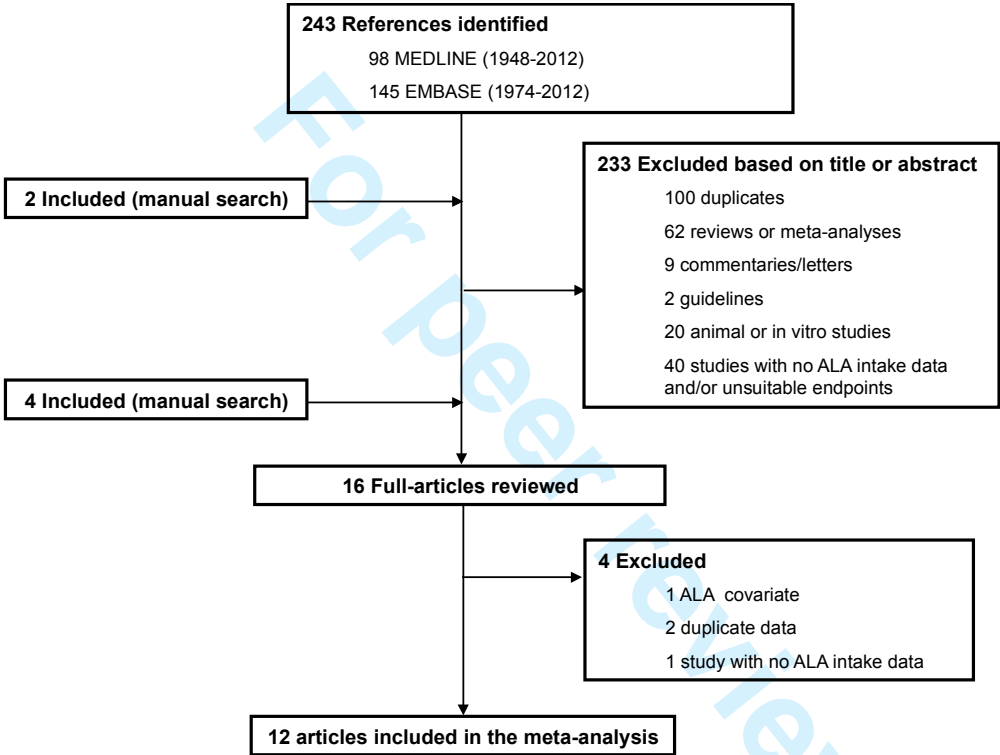 243 References identified
98 MEDLINE (1948-2012)
145 EMBASE (1974-2012)
2 Included (manual search)
233 Excluded based on title or abstract
100 duplicates
62 reviews or meta-analyses
9 commentaries/letters
2 guidelines
20 animal or in vitro studies
40 studies with no ALA intake data
and/or unsuitable endpoints
4 Included (manual search)
16 Full-articles reviewed
4 Excluded
1 ALA covariate
2 duplicate data
1 study with no ALA intake data
12 articles included in the meta-analysis
For peer review